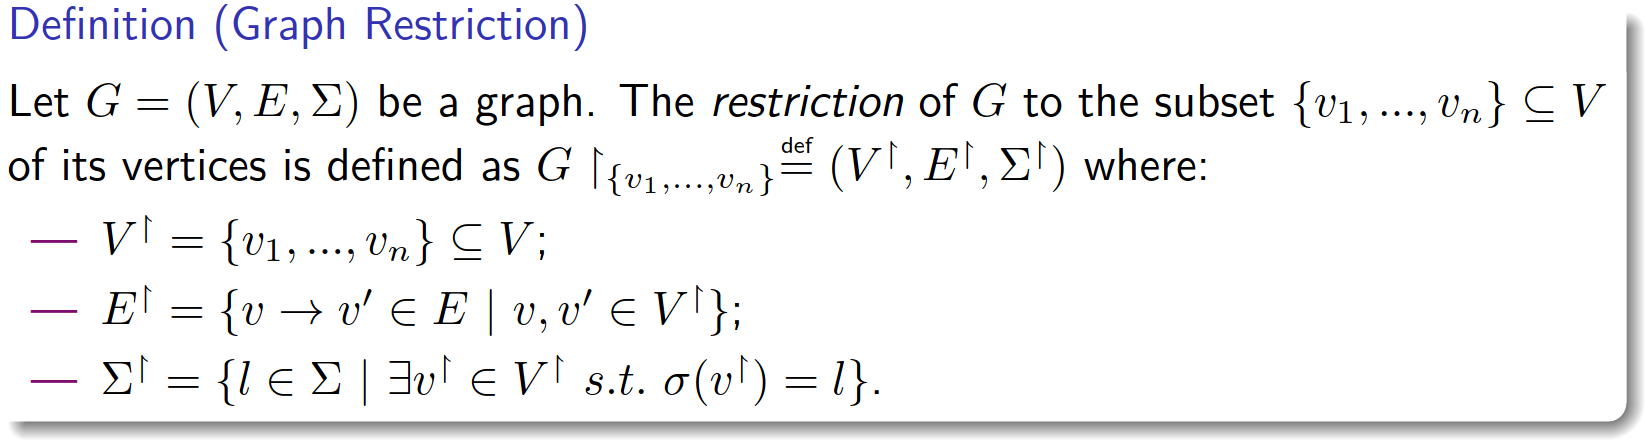 Definition (Graph Restriction)
Let G = (V, E, Σ) be a graph. The restriction of G to the subset {v₁, ..., vₙ} ⊆ V
of its vertices is defined as G ↾{v₁,...,vₙ} ≝ (V↾, E↾, Σ↾) where:
— V↾ = {v₁, ..., vₙ} ⊆ V;
— E↾ = {v → v′ ∈ E | v, v′ ∈ V↾};
— Σ↾ = {l ∈ Σ | ∃v↾ ∈ V↾ s.t. σ(v↾) = l}.